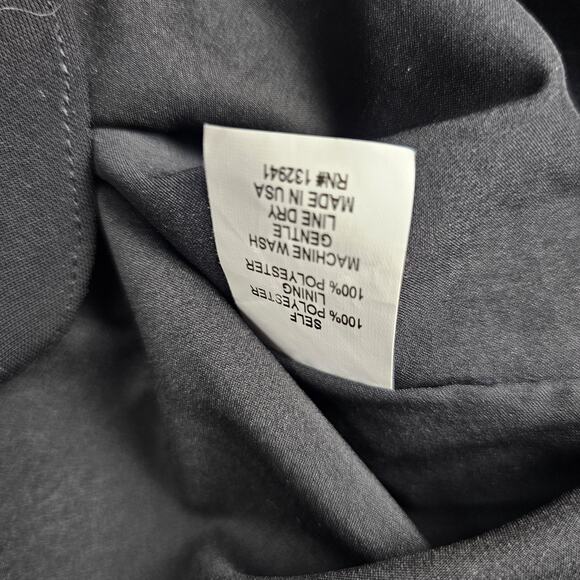 SELF
100% POLYESTER
LINING
100% POLYESTER
MACHINE WASH
GENTLE
LINE DRY
MADE IN USA
RN# 132941